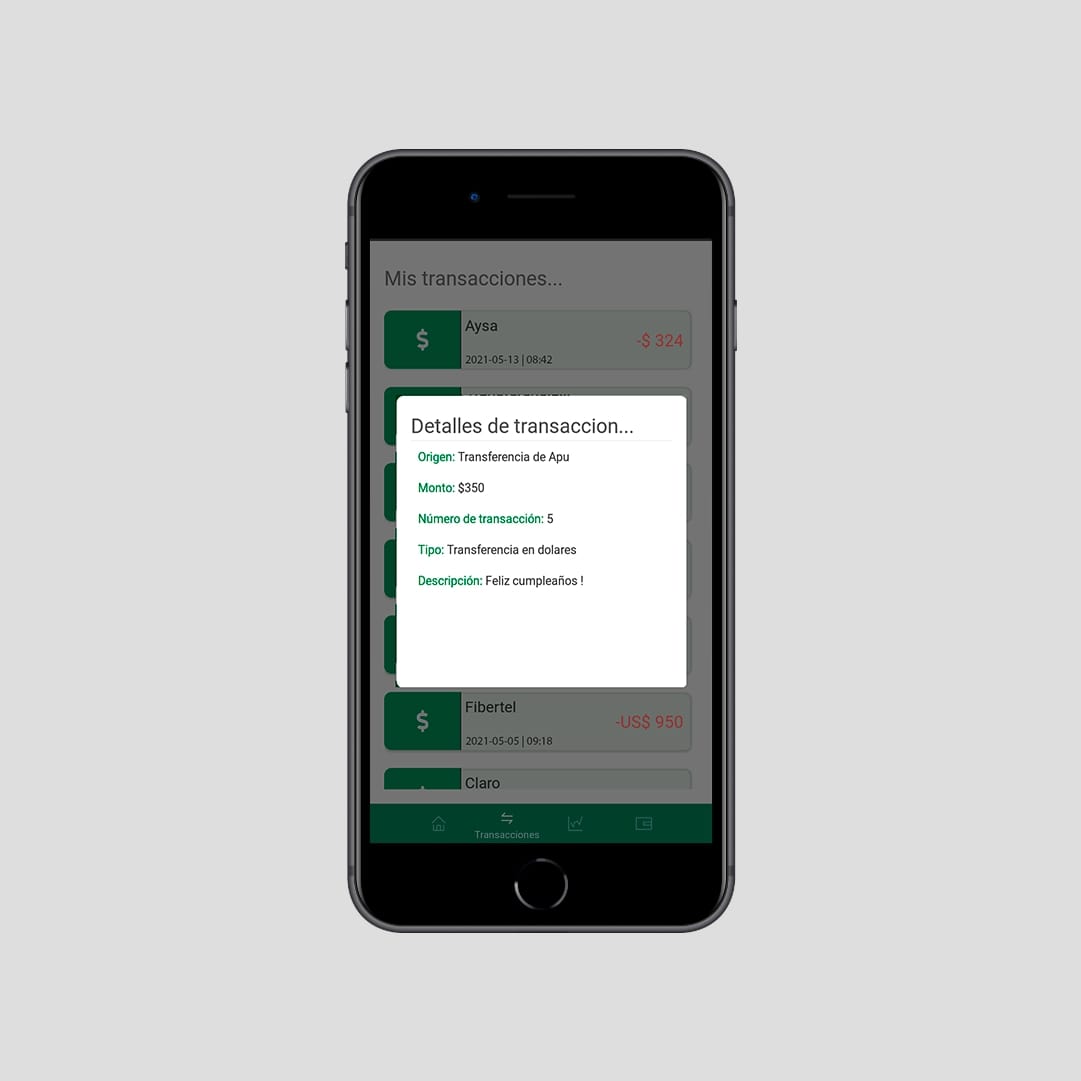 Mis transacciones...
$
Aysa
-$ 324
2021-05-13 | 08:42
Detalles de transaccion...
Origen: Transferencia de Apu
Monto: $350
Número de transacción: 5
Tipo: Transferencia en dolares
Descripción: Feliz cumpleaños !
$
Fibertel
-US$ 950
2021-05-05 | 09:18
Claro
Transacciones